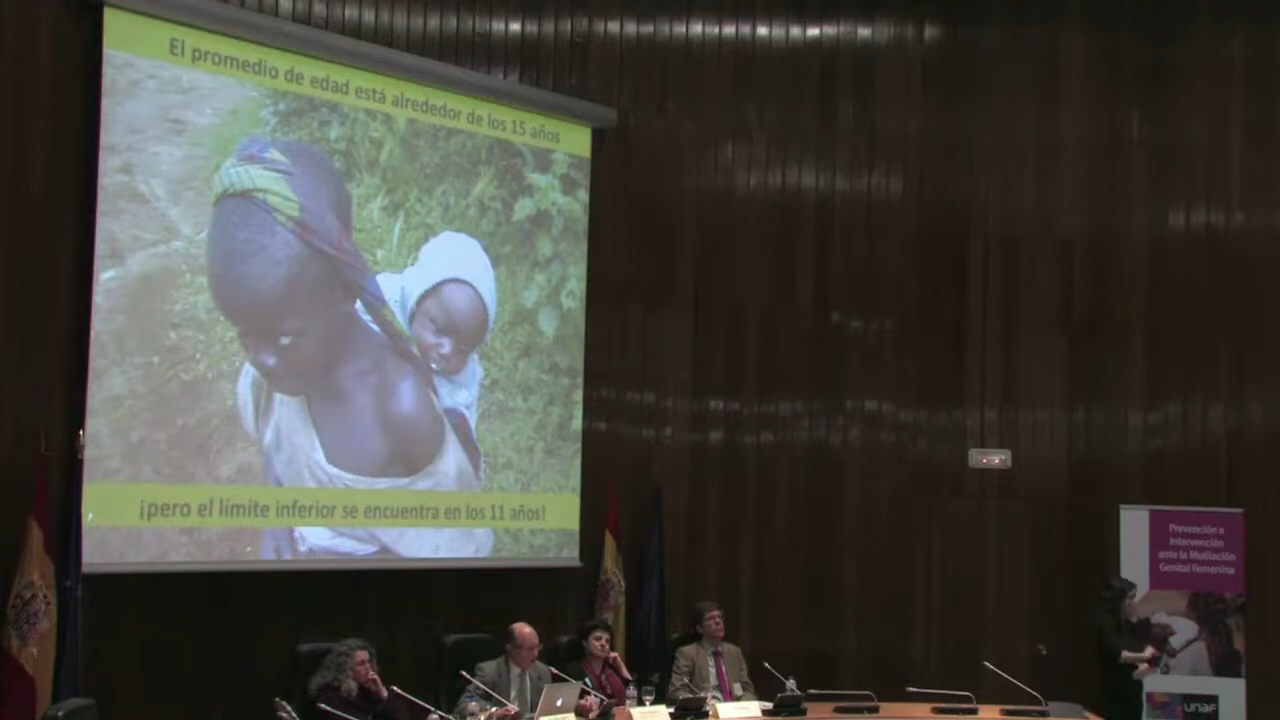 El promedio de edad está alrededor de los 15 años
¡pero el límite inferior se encuentra en los 11 años!
Prevención e
Intervención
ante la Mutilación
Genital Femenina
unaf